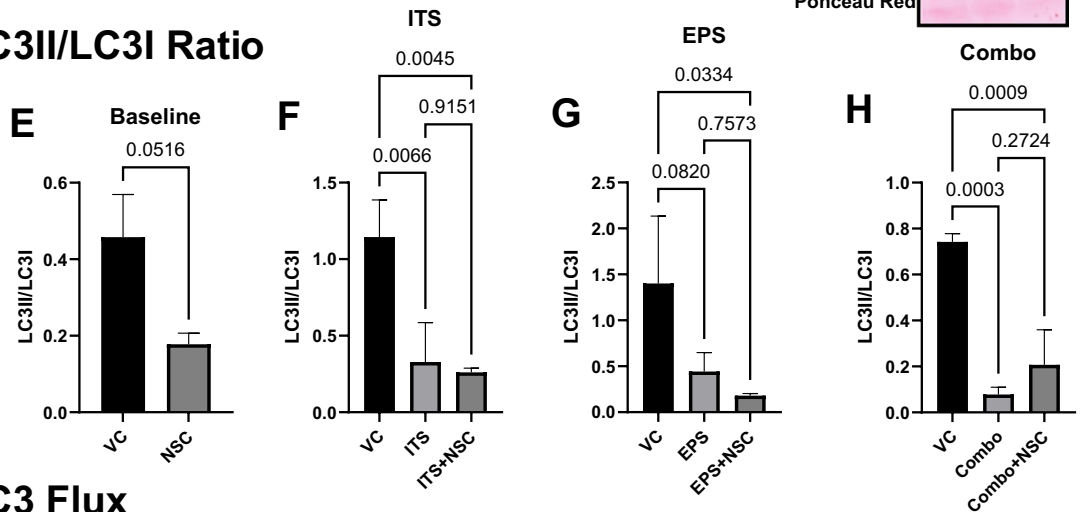 Ponceau Red
C3II/LC3I Ratio
E
Baseline
0.0516
0.6
0.4
0.2
0.0
LC3II/LC3I
VC
NSC
F
ITS
0.0045
0.9151
0.0066
1.5
1.0
0.5
0.0
LC3II/LC3I
VC
ITS
ITS+NSC
G
EPS
0.0334
0.7573
0.0820
2.5
2.0
1.5
1.0
0.5
0.0
LC3II/LC3I
VC
EPS
EPS+NSC
H
Combo
0.0009
0.2724
0.0003
1.0
0.8
0.6
0.4
0.2
0.0
LC3II/LC3I
VC
Combo
Combo+NSC
C3 Flux